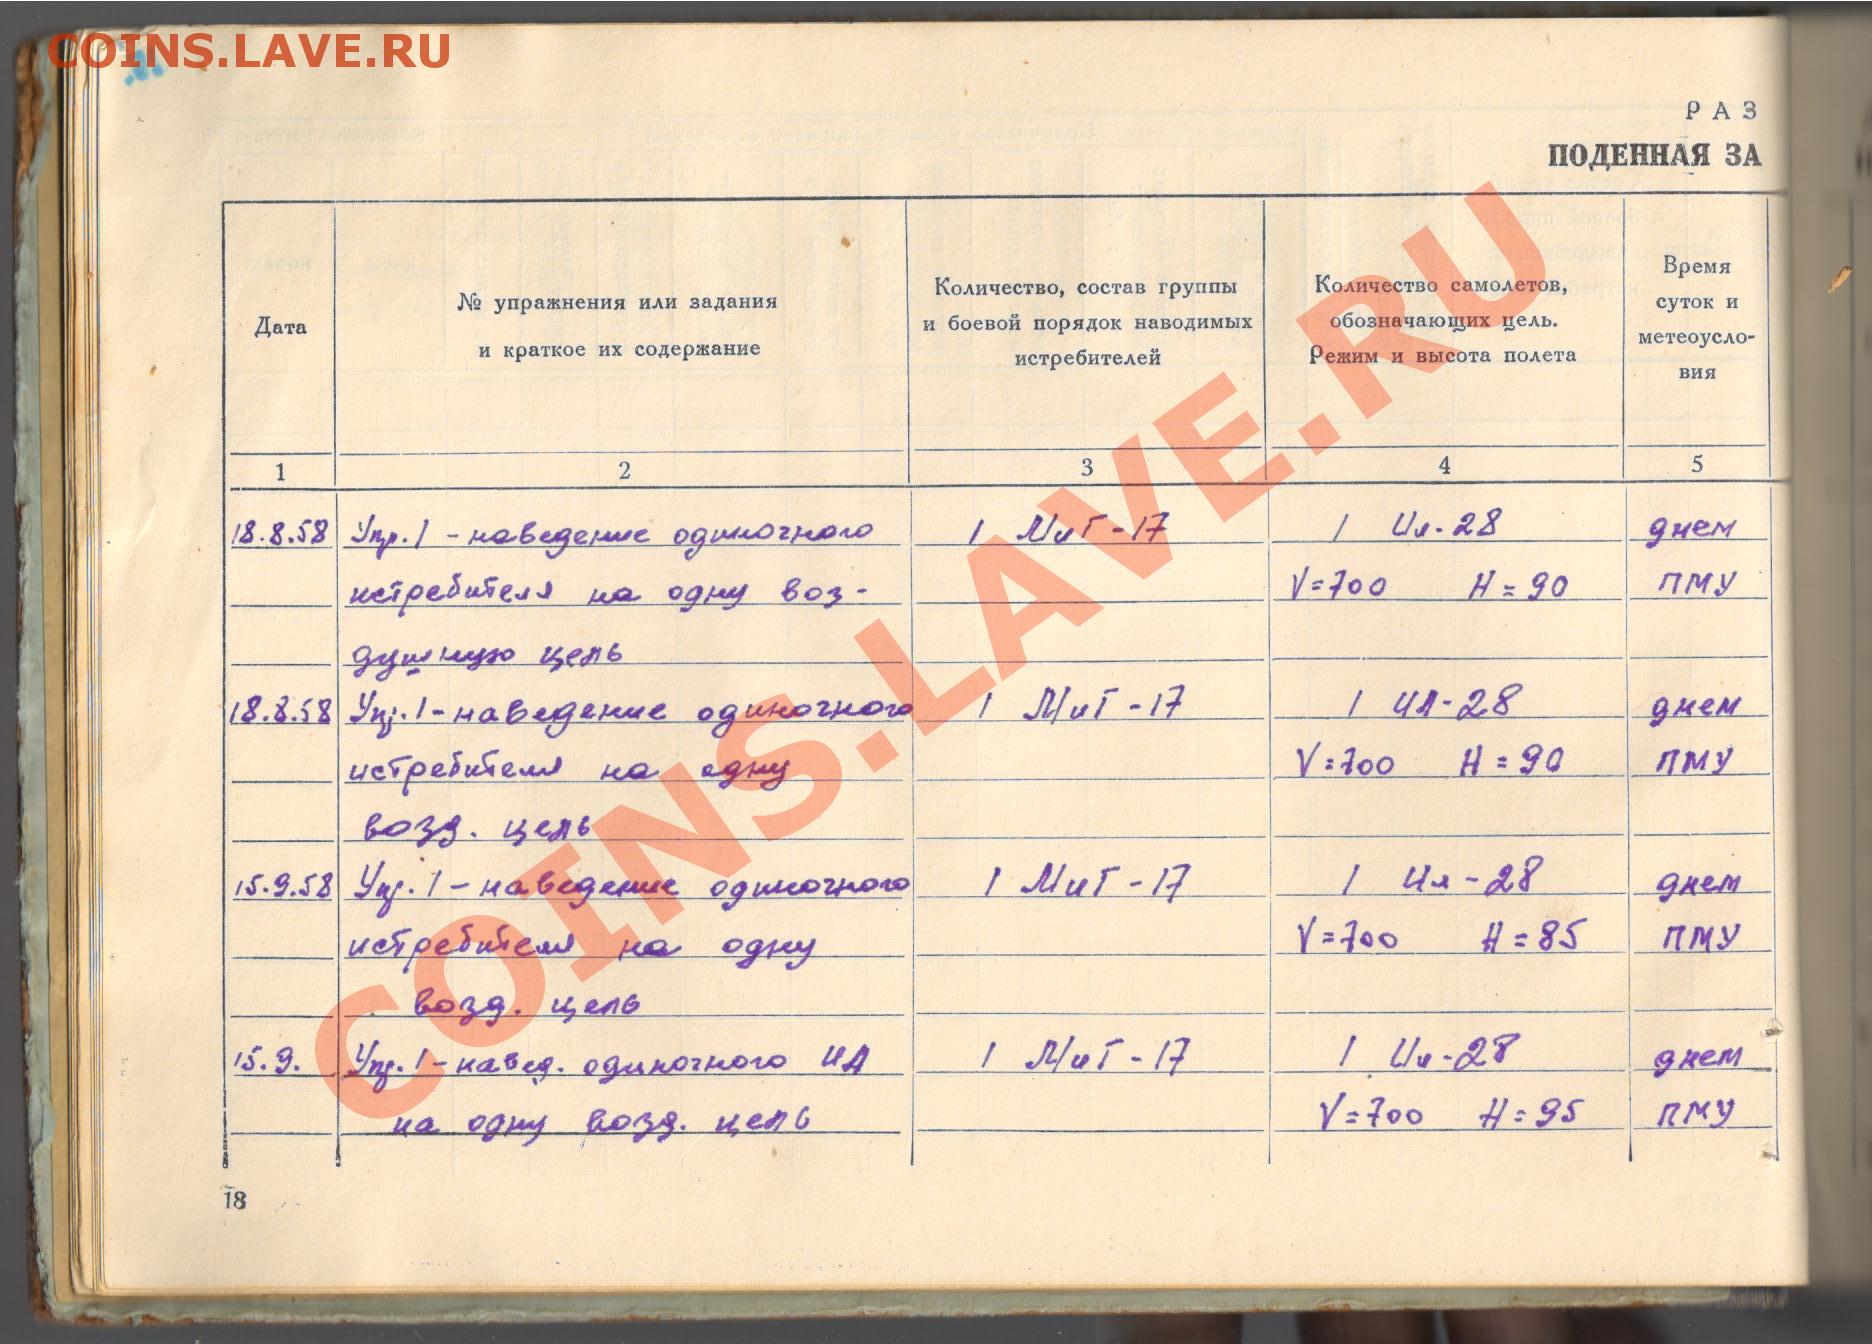 COINS.LAVE.RU
РАЗ
ПОДЕННАЯ ЗА
Дата
№ упражнения или задания
и краткое их содержание
Количество, состав группы
и боевой порядок наводимых
истребителей
Количество самолетов,
обозначающих цель.
Режим и высота полета
Время
суток и
метеоусло-
вия
1 2 3 4 5
18.8.58 Упр. 1 - наведение одиночного 1 МиГ-17 1 Ил-28 днем
истребителя на одну воз- V=700 H=90 ПМУ
душную цель
18.8.58 Упр. 1 - наведение одиночного 1 МиГ-17 1 ИЛ-28 днем
истребителя на одну V=700 H=90 ПМУ
возд. цель
15.9.58 Упр. 1 - наведение одиночного 1 МиГ-17 1 Ил-28 днем
истребителя на одну V=700 H=85 ПМУ
возд. цель
15.9. Упр. 1 - навед. одиночного ИА 1 МиГ-17 1 Ил-28 днем
на одну возд. цель V=700 H=95 ПМУ
18
COINS.LAVE.RU